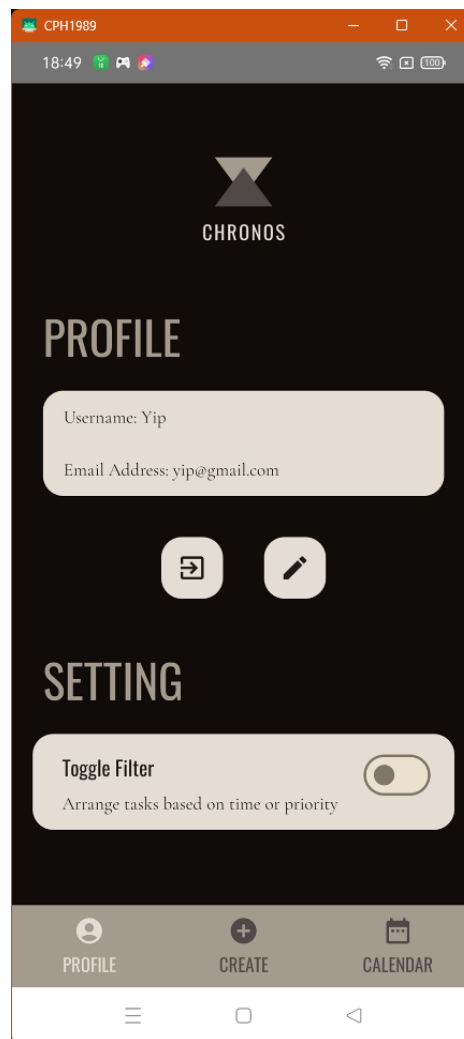 CPH1989
18:49
100
CHRONOS
PROFILE
Username: Yip
Email Address: yip@gmail.com
SETTING
Toggle Filter
Arrange tasks based on time or priority
PROFILE CREATE CALENDAR